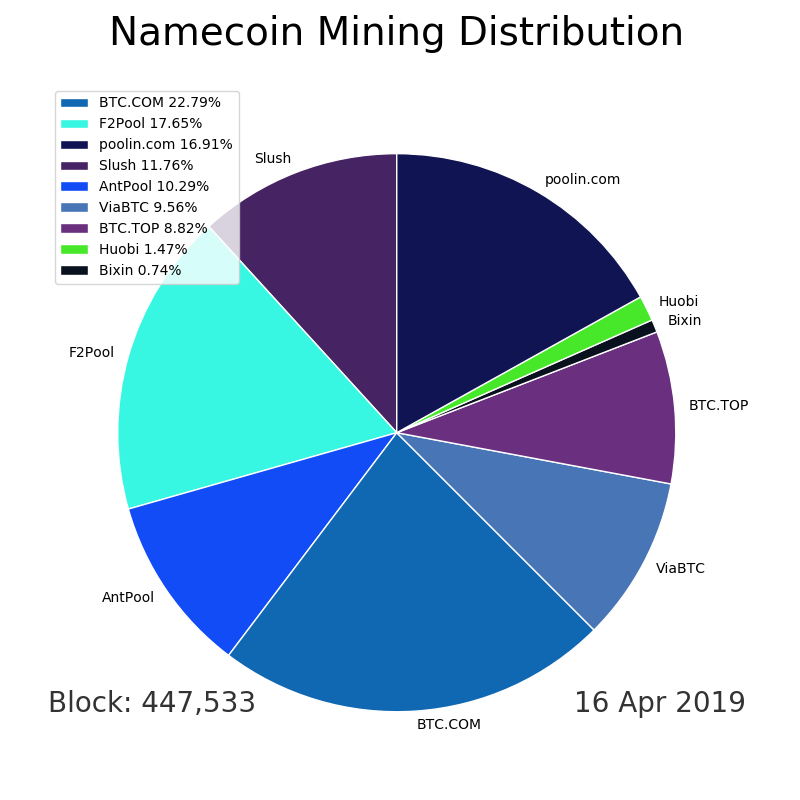 Namecoin Mining Distribution
BTC.COM 22.79%
F2Pool 17.65%
poolin.com 16.91%
Slush 11.76%
AntPool 10.29%
ViaBTC 9.56%
BTC.TOP 8.82%
Huobi 1.47%
Bixin 0.74%
Slush
poolin.com
Huobi
Bixin
F2Pool
BTC.TOP
ViaBTC
AntPool
Block: 447,533
16 Apr 2019
BTC.COM